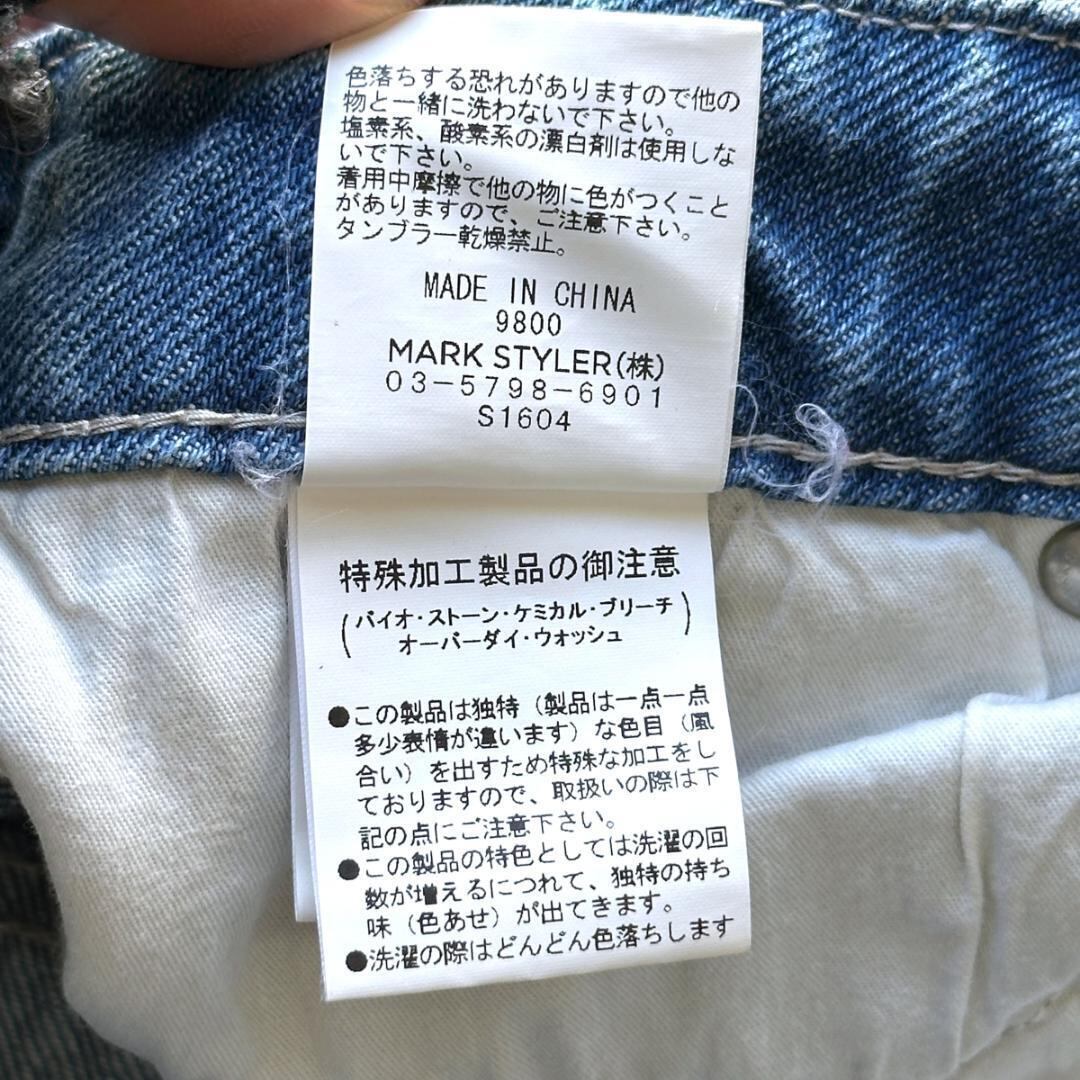 色落ちする恐れがありますので他の
物と一緒に洗わないで下さい。
塩素系、酸素系の漂白剤は使用しな
いで下さい。
着用中摩擦で他の物に色がつくこと
がありますので、ご注意下さい。
タンブラー乾燥禁止。
MADE IN CHINA
9800
MARK STYLER(株)
03-5798-6901
S1604
特殊加工製品の御注意
(バイオ・ストーン・ケミカル・ブリーチ
オーバーダイ・ウォッシュ)
●この製品は独特(製品は一点一点
多少表情が違います)な色目(風
合い)を出すため特殊な加工をし
ておりますので、取扱いの際は下
記の点にご注意下さい。
●この製品の特色としては洗濯の回
数が増えるにつれて、独特の持ち
味(色あせ)が出てきます。
●洗濯の際はどんどん色落ちします